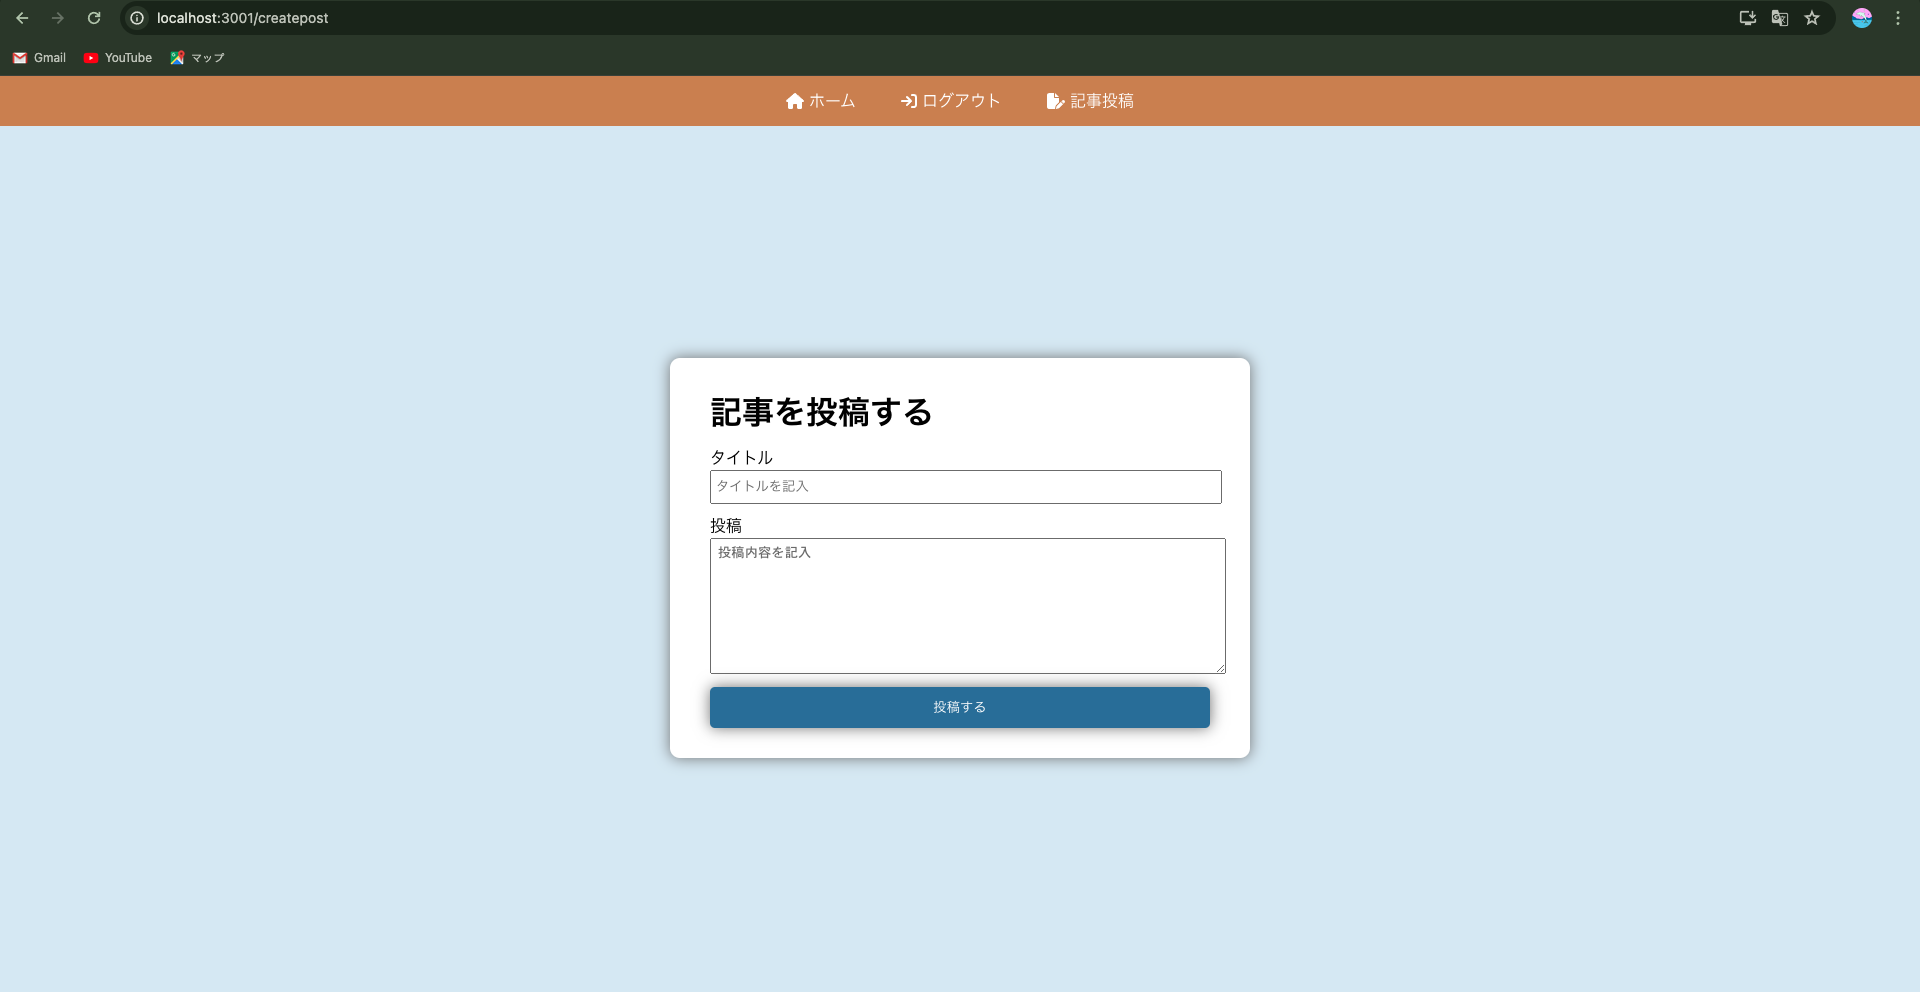 localhost:3001/createpost
Gmail YouTube マップ
ホーム ログアウト 記事投稿
記事を投稿する
タイトル
タイトルを記入
投稿
投稿内容を記入
投稿する